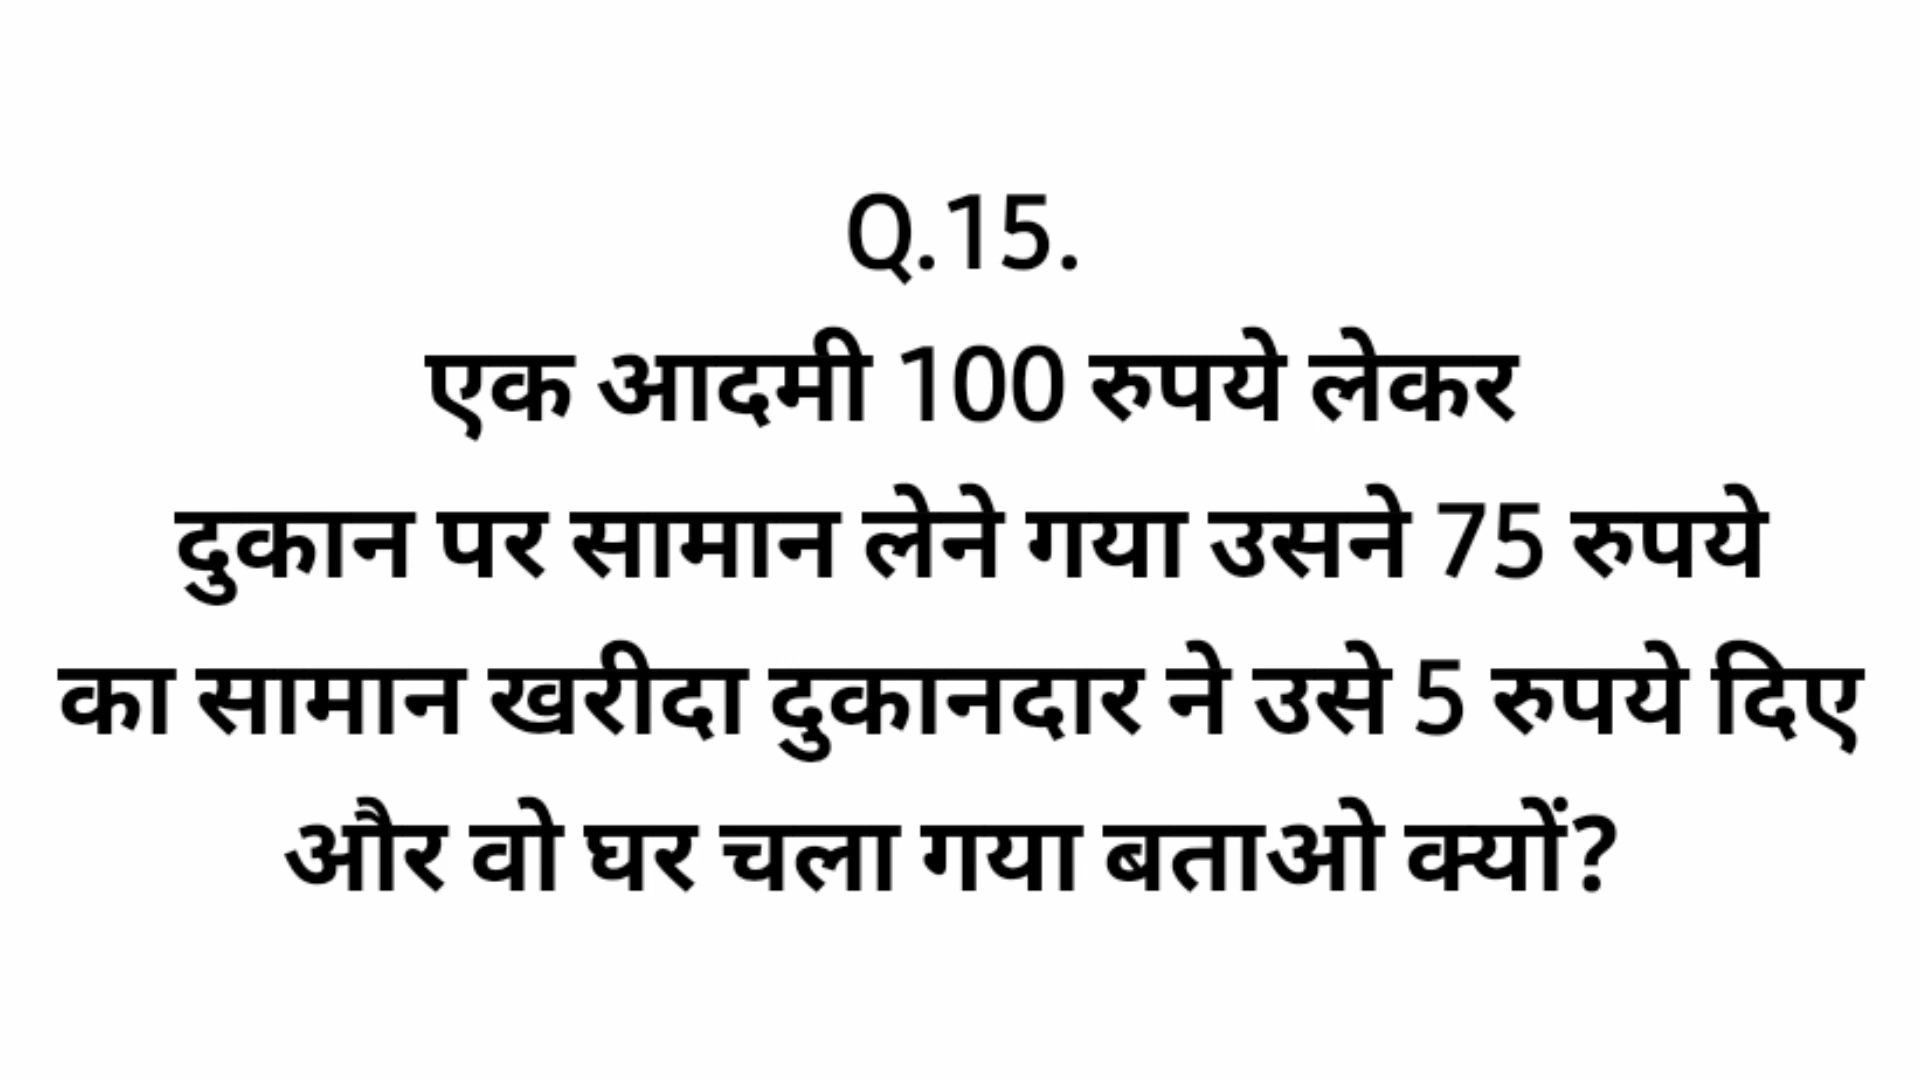 Q.15.
एक आदमी 100 रुपये लेकर
दुकान पर सामान लेने गया उसने 75 रुपये
का सामान खरीदा दुकानदार ने उसे 5 रुपये दिए
और वो घर चला गया बताओ क्यों?